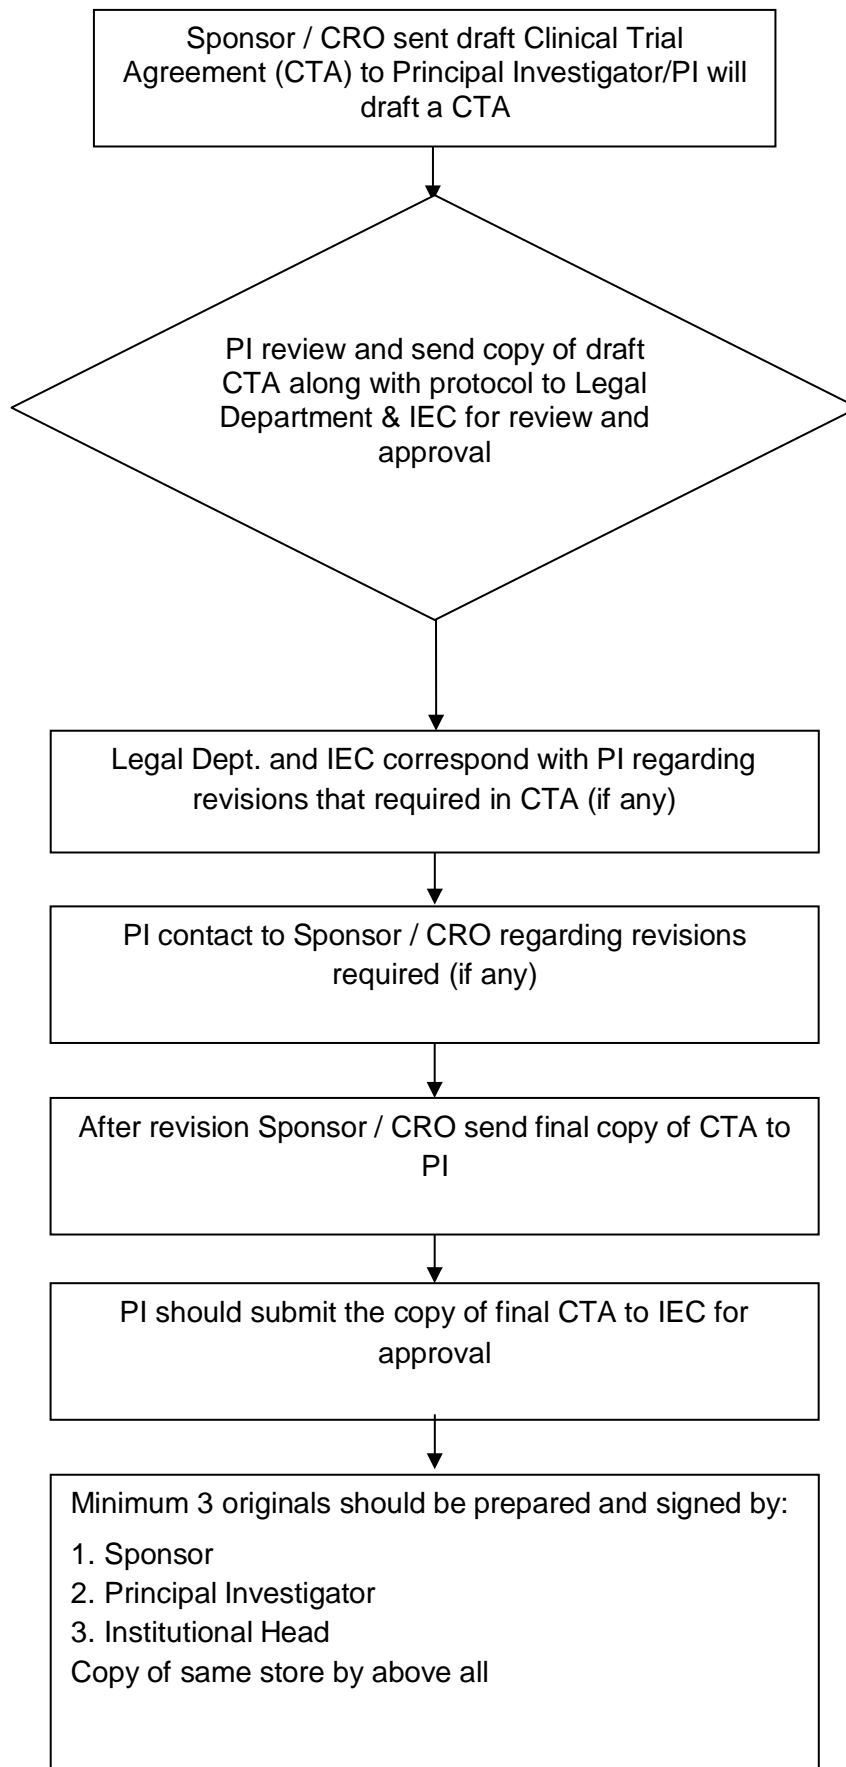 Sponsor / CRO sent draft Clinical Trial
Agreement (CTA) to Principal Investigator/PI will
draft a CTA
PI review and send copy of draft
CTA along with protocol to Legal
Department & IEC for review and
approval
Legal Dept. and IEC correspond with PI regarding
revisions that required in CTA (if any)
PI contact to Sponsor / CRO regarding revisions
required (if any)
After revision Sponsor / CRO send final copy of CTA to
PI
PI should submit the copy of final CTA to IEC for
approval
Minimum 3 originals should be prepared and signed by:
1. Sponsor
2. Principal Investigator
3. Institutional Head
Copy of same store by above all